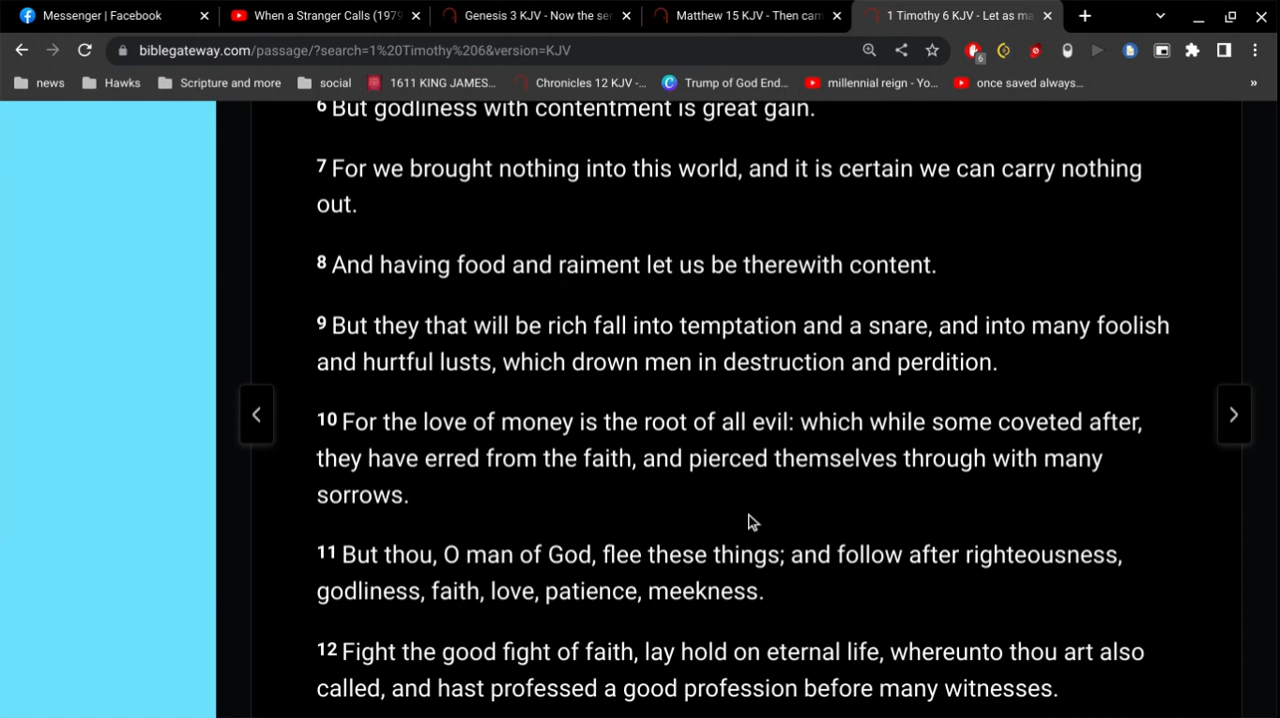 Messenger | Facebook
When a Stranger Calls (1979
Genesis 3 KJV - Now the ser
Matthew 15 KJV - Then cam
1 Timothy 6 KJV - Let as ma
biblegateway.com/passage/?search=1%20Timothy%206&version=KJV
6
news
Hawks
Scripture and more
social
1611 KING JAMES...
Chronicles 12 KJV -...
Trump of God End...
millennial reign - Yo...
once saved always...
»
6 But godliness with contentment is great gain.
7 For we brought nothing into this world, and it is certain we can carry nothing
out.
8 And having food and raiment let us be therewith content.
9 But they that will be rich fall into temptation and a snare, and into many foolish
and hurtful lusts, which drown men in destruction and perdition.
10 For the love of money is the root of all evil: which while some coveted after,
they have erred from the faith, and pierced themselves through with many
sorrows.
11 But thou, O man of God, flee these things; and follow after righteousness,
godliness, faith, love, patience, meekness.
12 Fight the good fight of faith, lay hold on eternal life, whereunto thou art also
called, and hast professed a good profession before many witnesses.